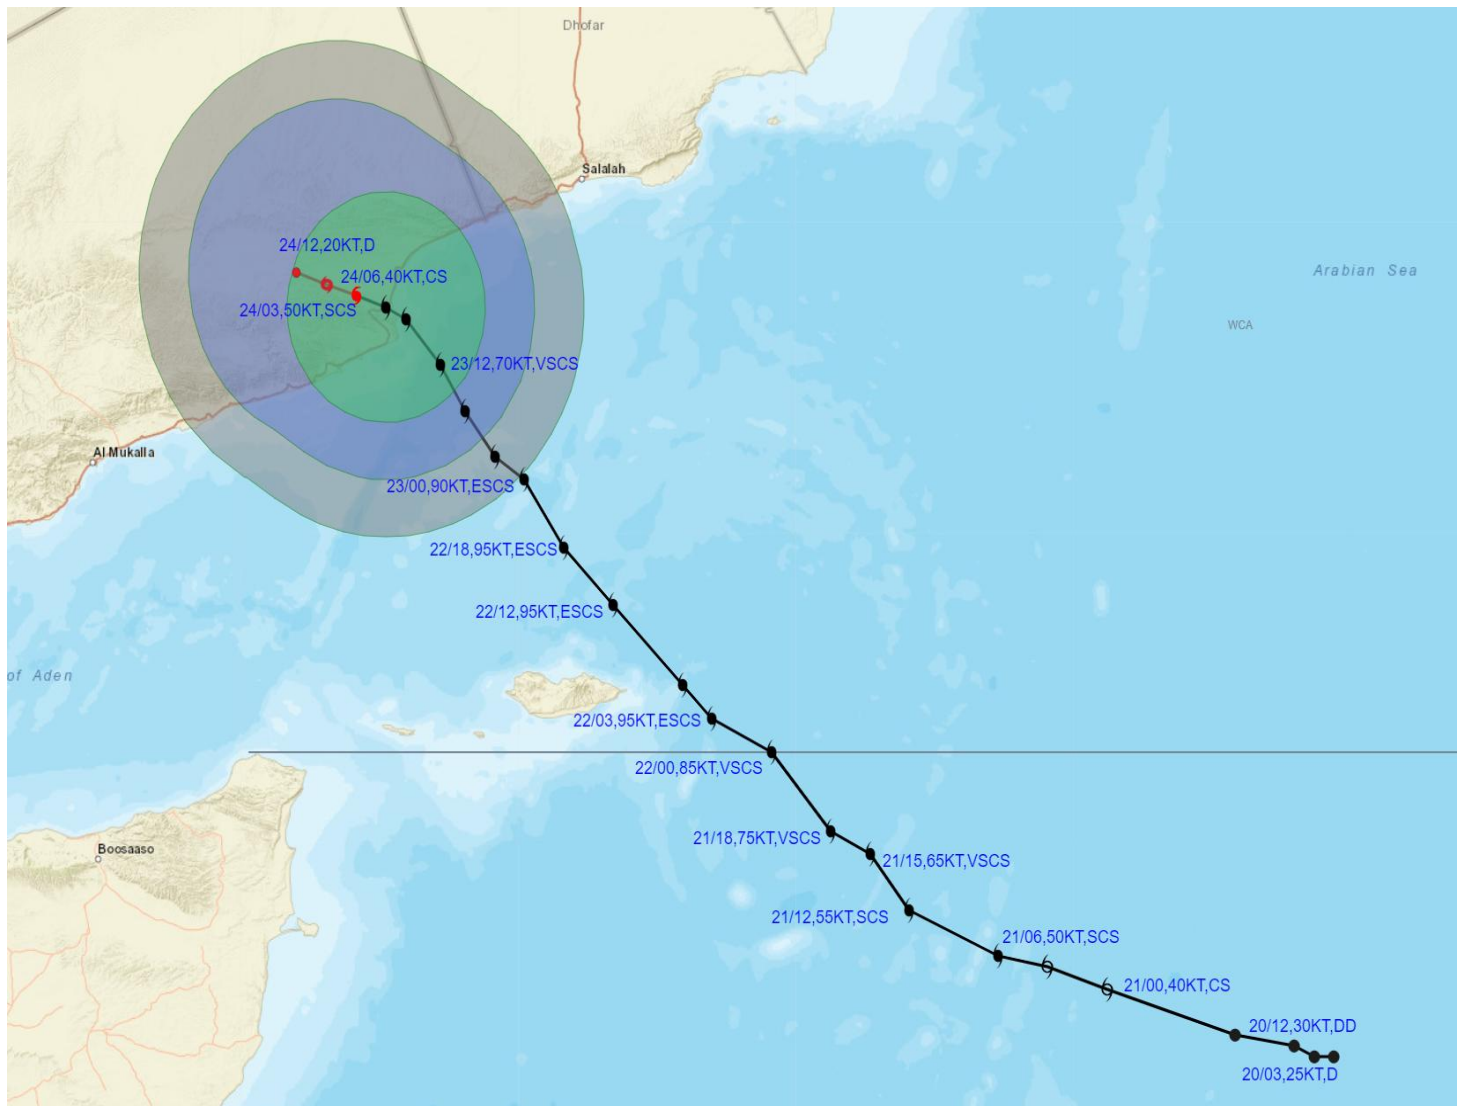 Dhofar
Salalah
24/12,20KT,D
24/06,40KT,CS
Arabian Sea
24/03,50KT,SCS
WCA
23/12,70KT,VSCS
Al Mukalla
23/00,90KT,ESCS
22/18,95KT,ESCS
22/12,95KT,ESCS
of Aden
22/03,95KT,ESCS
22/00,85KT,VSCS
21/18,75KT,VSCS
Boosaaso
21/15,65KT,VSCS
21/12,55KT,SCS
21/06,50KT,SCS
21/00,40KT,CS
20/12,30KT,DD
20/03,25KT,D